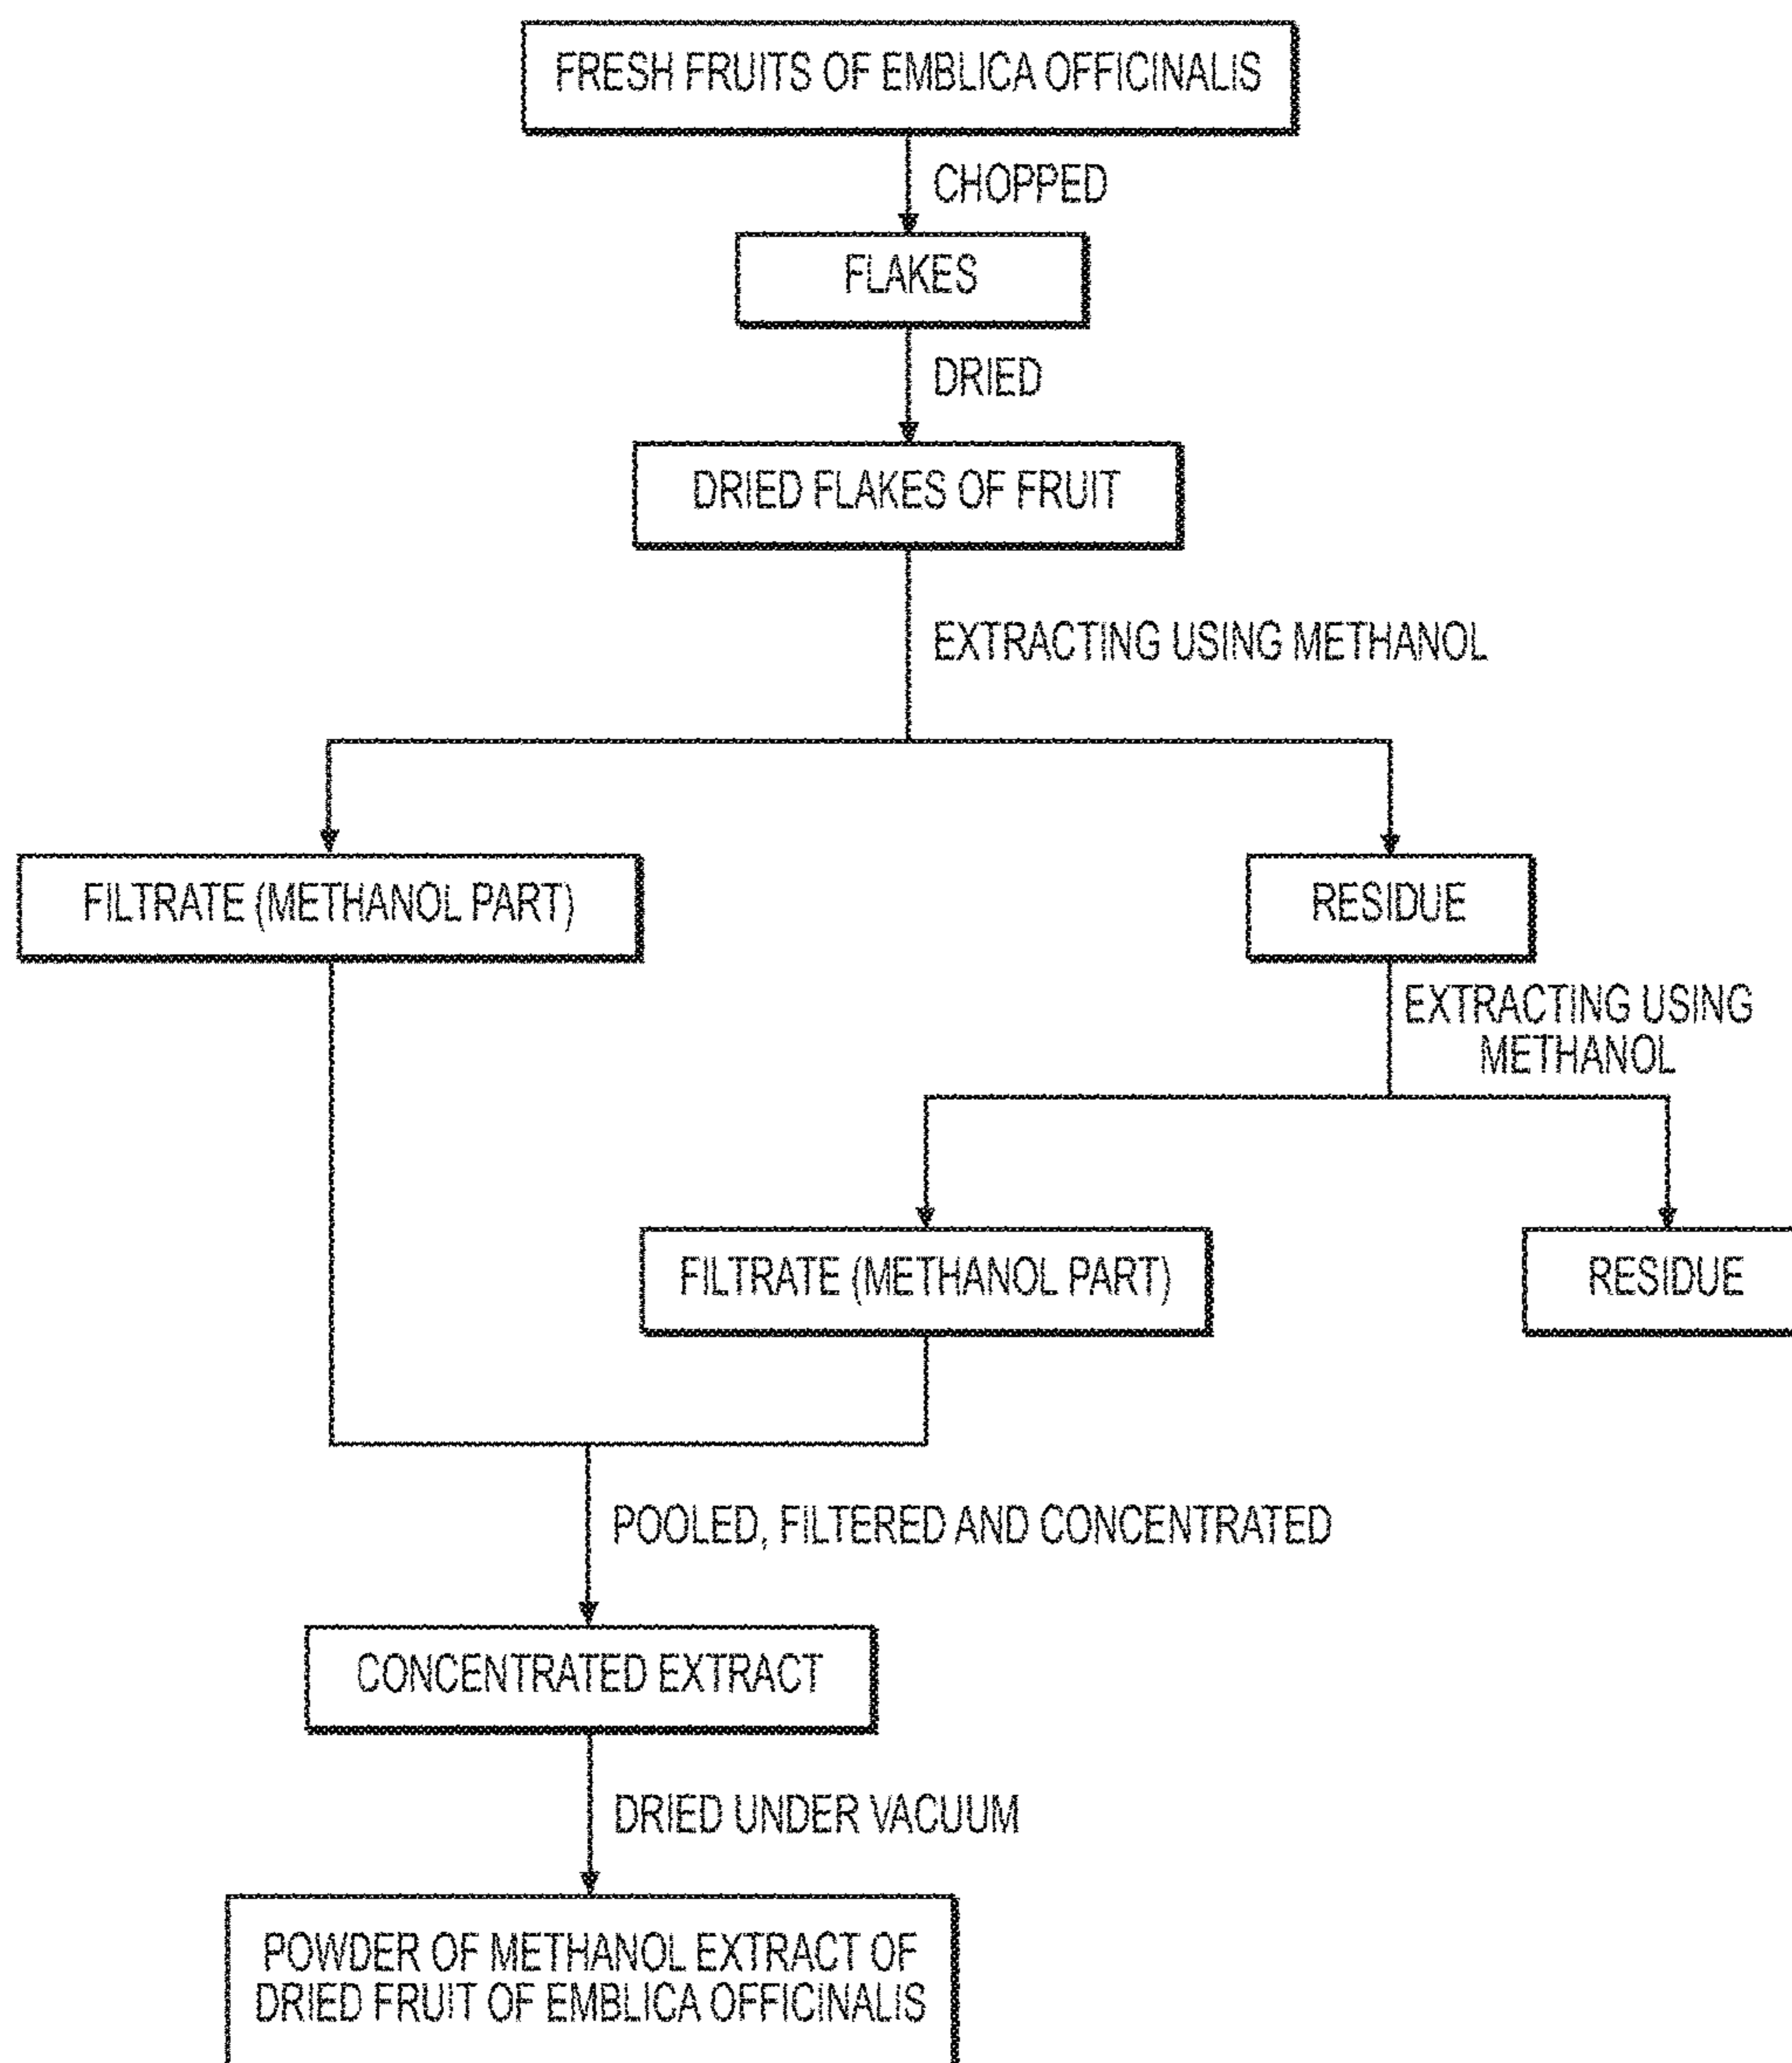 FRESH FRUITS OF EMBLICA OFFICINALIS
CHOPPED
FLAKES
DRIED
DRIED FLAKES OF FRUIT
EXTRACTING USING METHANOL
FILTRATE (METHANOL PART)
RESIDUE
EXTRACTING USING
METHANOL
FILTRATE (METHANOL PART)
RESIDUE
POOLED, FILTERED AND CONCENTRATED
CONCENTRATED EXTRACT
DRIED UNDER VACUUM
POWDER OF METHANOL EXTRACT OF
DRIED FRUIT OF EMBLICA OFFICINALIS